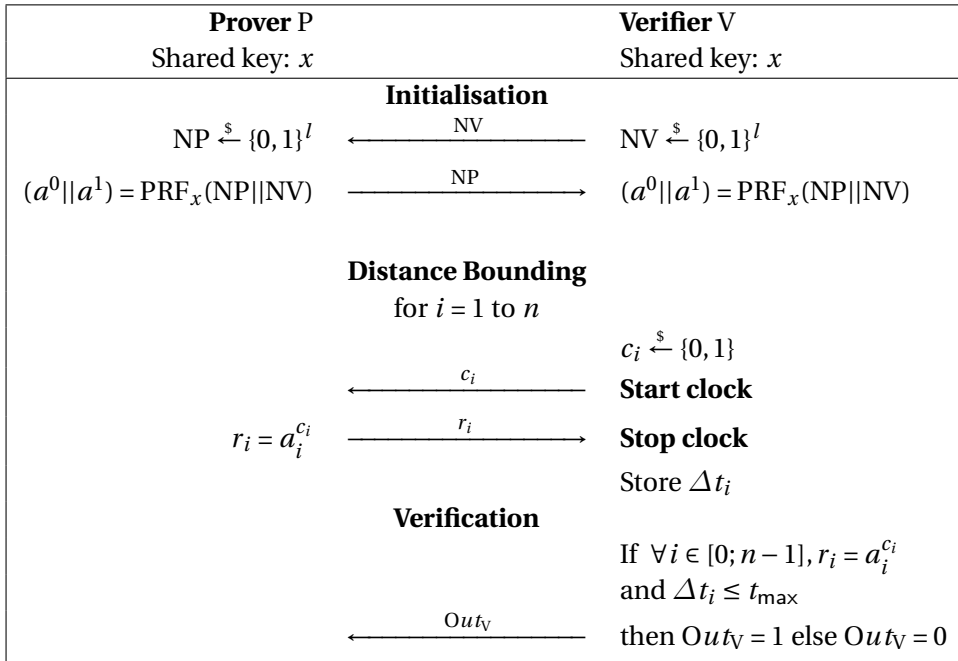 Prover P Verifier V
Shared key: x Shared key: x
Initialisation
NP ←$ {0,1}^l NV NV ←$ {0,1}^l
(a^0||a^1) = PRF_x(NP||NV) NP (a^0||a^1) = PRF_x(NP||NV)
Distance Bounding
for i = 1 to n
c_i ←$ {0,1}
c_i Start clock
r_i = a_i^{c_i} r_i Stop clock
Store Δt_i
Verification
If ∀i ∈ [0; n − 1], r_i = a_i^{c_i}
and Δt_i ≤ t_max
Out_V then Out_V = 1 else Out_V = 0